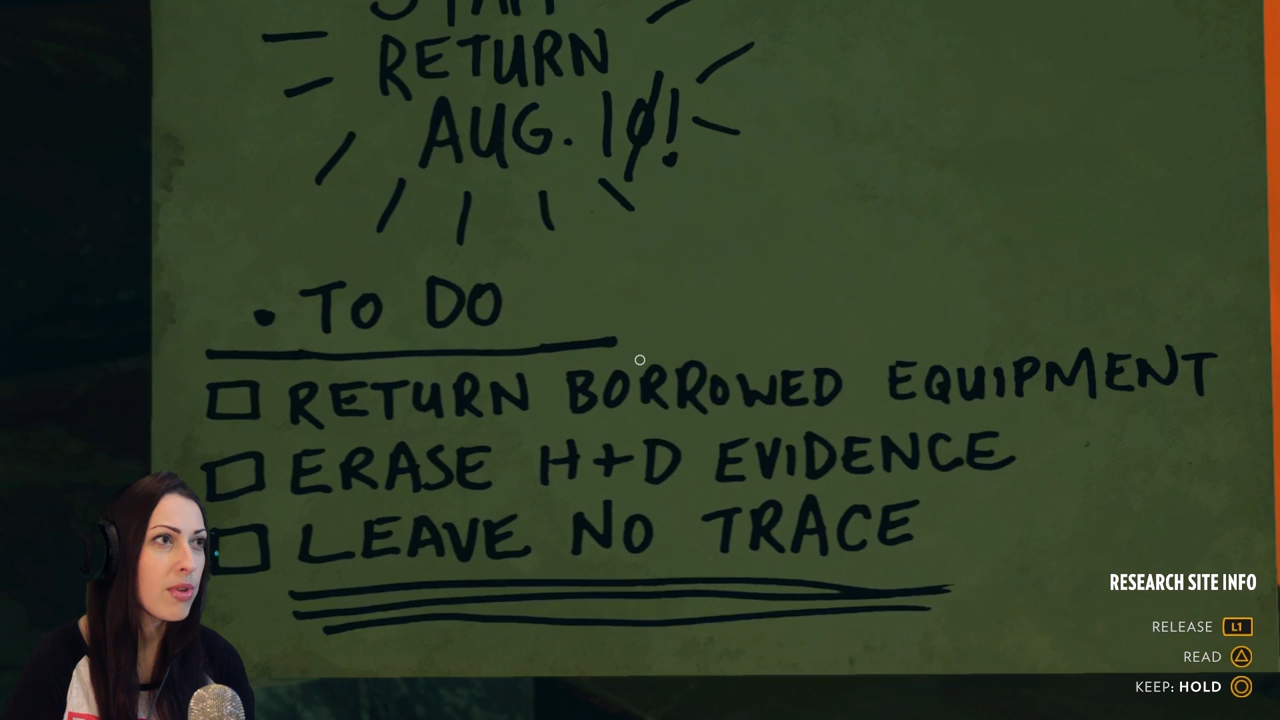 STAFF
RETURN
AUG. 10!
• TO DO
RETURN BORROWED EQUIPMENT
ERASE H+D EVIDENCE
LEAVE NO TRACE
RESEARCH SITE INFO
RELEASE L1
READ
KEEP: HOLD